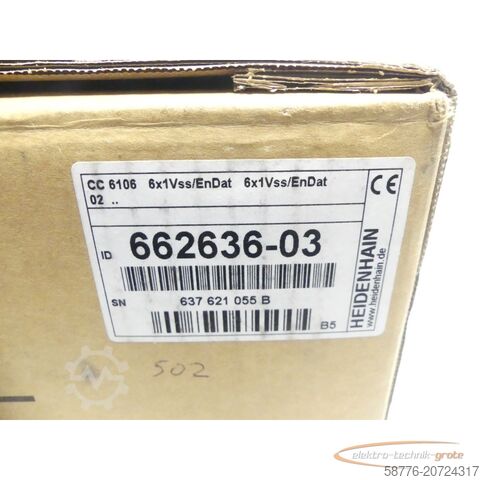 CC 6106 6x1Vss/EnDat 6x1Vss/EnDat
02 ..
CE
ID 662636-03
SN 637 621 055 B
B5
HEIDENHAIN
www.heidenhain.de
502
elektro-technik-grote
58776-20724317